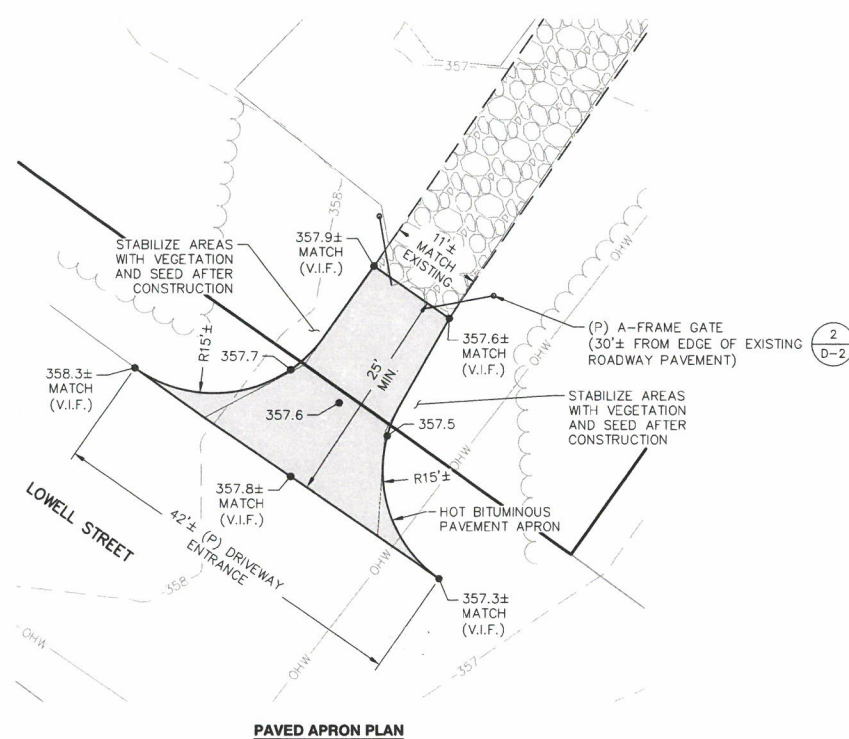 357
358
STABILIZE AREAS
WITH VEGETATION
AND SEED AFTER
CONSTRUCTION
357.9±
MATCH
(V.I.F.)
11'±
MATCH
EXISTING
OHW
(P) A-FRAME GATE
(30'± FROM EDGE OF EXISTING
ROADWAY PAVEMENT)
2
D-2
357.6±
MATCH
(V.I.F.)
R15'±
357.7
358.3±
MATCH
(V.I.F.)
25'
MIN.
357.6
357.5
STABILIZE AREAS
WITH VEGETATION
AND SEED AFTER
CONSTRUCTION
OHW
R15'±
357.8±
MATCH
(V.I.F.)
HOT BITUMINOUS
PAVEMENT APRON
LOWELL STREET
42'± (P) DRIVEWAY
ENTRANCE
OHW
358
357.3±
MATCH
(V.I.F.)
OHW
OHW
357
PAVED APRON PLAN